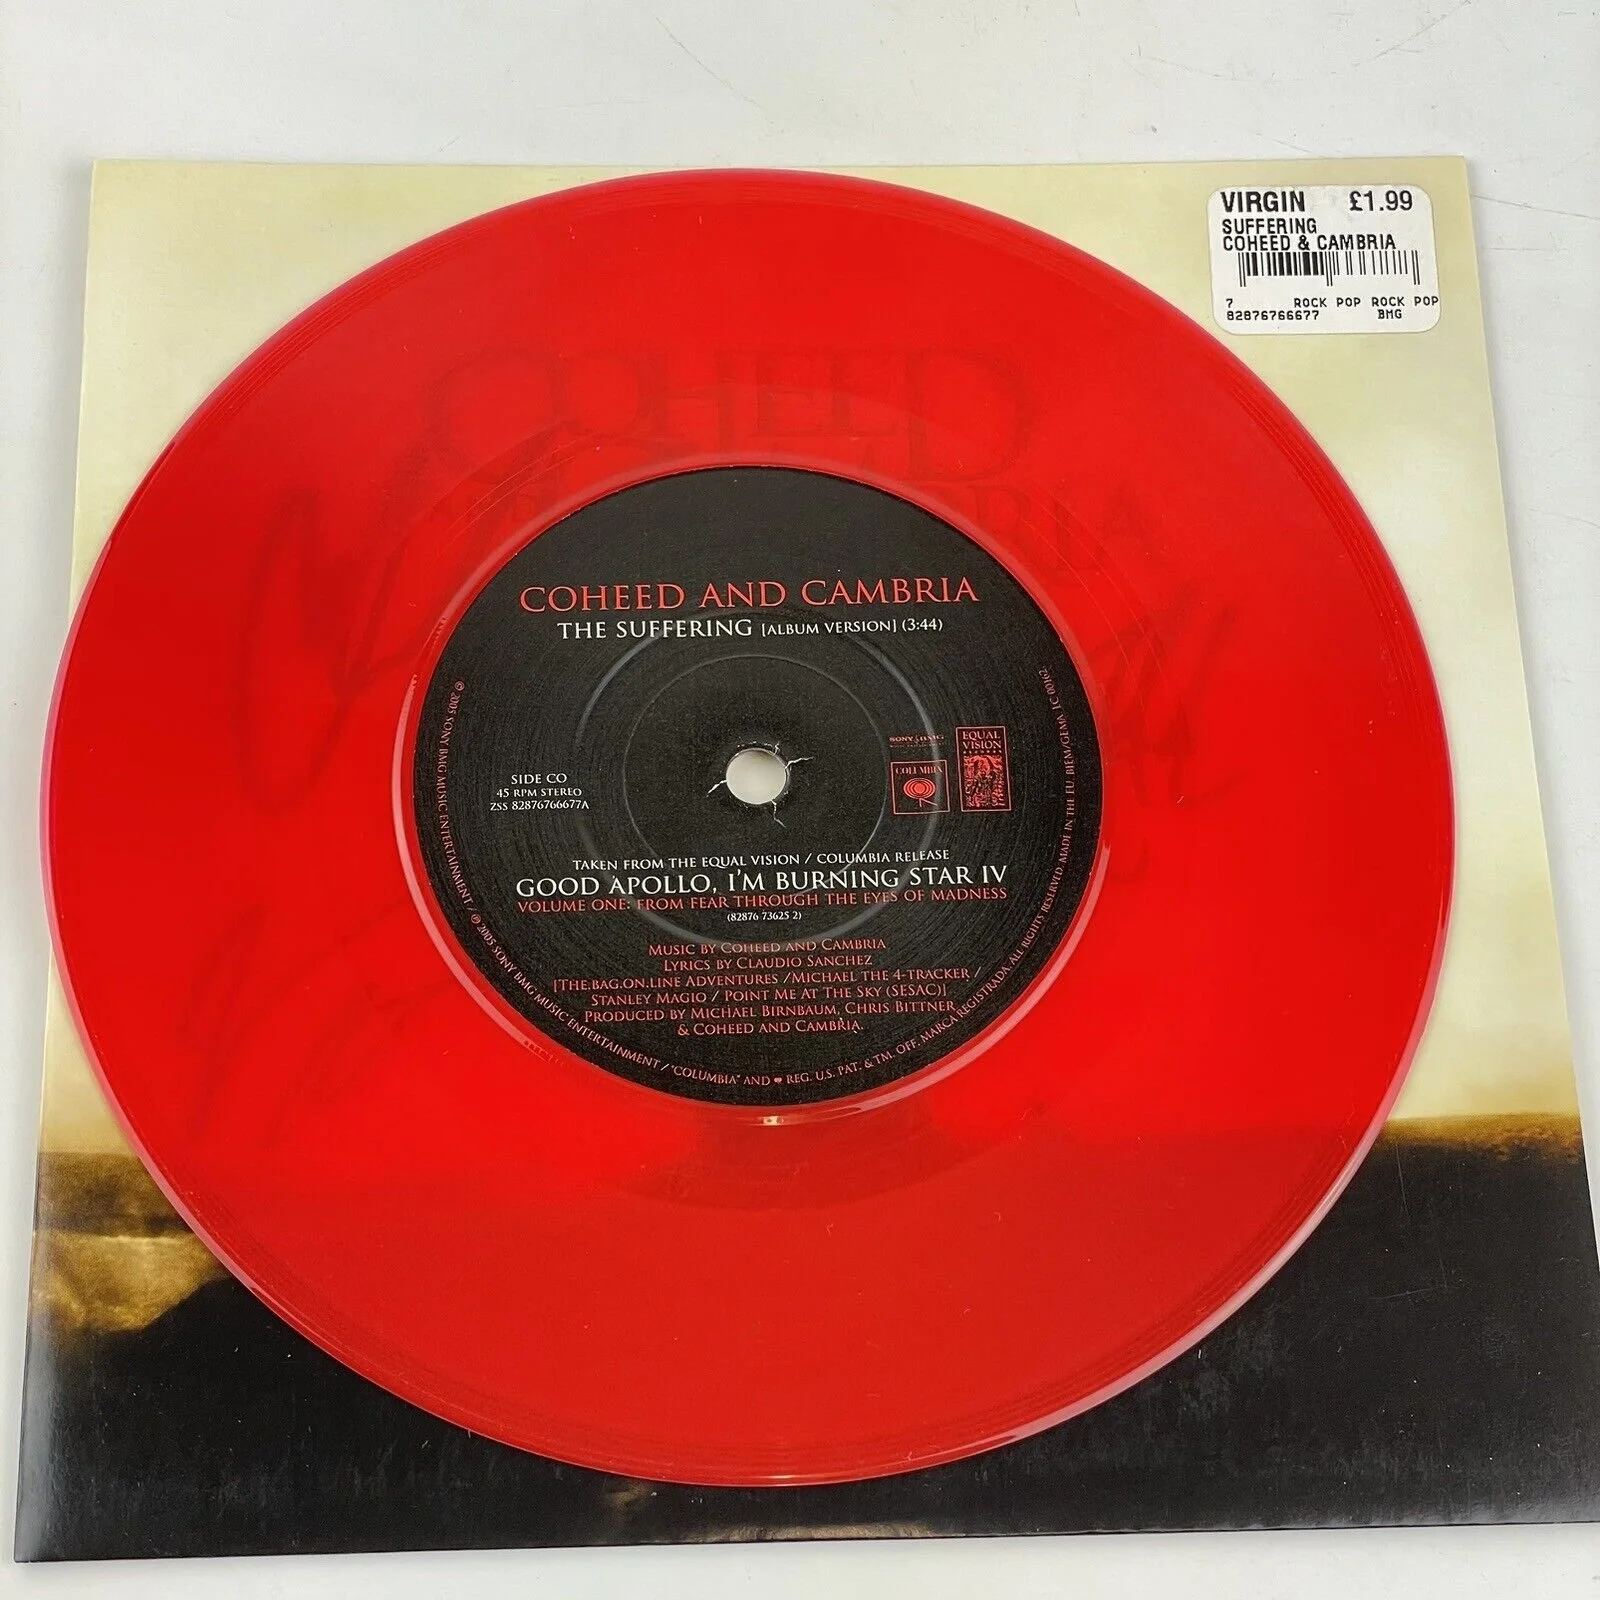 VIRGIN £1.99
SUFFERING
COHEED & CAMBRIA
7 ROCK POP ROCK POP
82876766677 BMG
COHEED
CAMBRIA
COHEED AND CAMBRIA
THE SUFFERING [ALBUM VERSION] (3:44)
SONY BMG
COLUMBIA
EQUAL
VISION
RECORDS
SIDE CO
45 RPM STEREO
ZSS 82876766677A
TAKEN FROM THE EQUAL VISION / COLUMBIA RELEASE
GOOD APOLLO, I'M BURNING STAR IV
VOLUME ONE: FROM FEAR THROUGH THE EYES OF MADNESS
(82876 73625 2)
MUSIC BY COHEED AND CAMBRIA
LYRICS BY CLAUDIO SANCHEZ
[THE.BAG.ON.LINE ADVENTURES /MICHAEL THE 4-TRACKER /
STANLEY MAGIO / POINT ME AT THE SKY (SESAC)]
PRODUCED BY MICHAEL BIRNBAUM, CHRIS BITTNER
& COHEED AND CAMBRIA.
© 2005 SONY BMG MUSIC ENTERTAINMENT / ℗ 2005 SONY BMG MUSIC ENTERTAINMENT / "COLUMBIA" AND REG. U.S. PAT. & TM. OFF. MARCA REGISTRADA. ALL RIGHTS RESERVED. MADE IN THE EU. BIEM/GEMA LC 00162